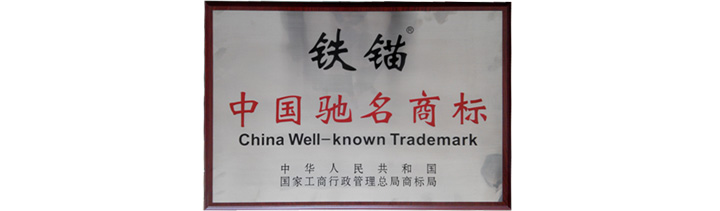 铁锚®
中国驰名商标
China Well-known Trademark
中华人民共和国
国家工商行政管理总局商标局